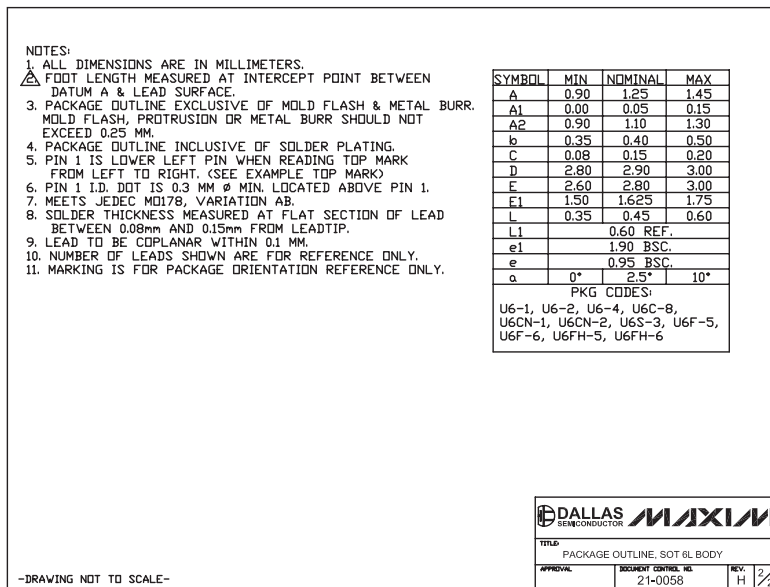 NOTES:
1. ALL DIMENSIONS ARE IN MILLIMETERS.
2. FOOT LENGTH MEASURED AT INTERCEPT POINT BETWEEN
DATUM A & LEAD SURFACE.
3. PACKAGE OUTLINE EXCLUSIVE OF MOLD FLASH & METAL BURR.
MOLD FLASH, PROTRUSION OR METAL BURR SHOULD NOT
EXCEED 0.25 MM.
4. PACKAGE OUTLINE INCLUSIVE OF SOLDER PLATING.
5. PIN 1 IS LOWER LEFT PIN WHEN READING TOP MARK
FROM LEFT TO RIGHT. (SEE EXAMPLE TOP MARK)
6. PIN 1 I.D. DOT IS 0.3 MM ø MIN. LOCATED ABOVE PIN 1.
7. MEETS JEDEC MO178, VARIATION AB.
8. SOLDER THICKNESS MEASURED AT FLAT SECTION OF LEAD
BETWEEN 0.08mm AND 0.15mm FROM LEADTIP.
9. LEAD TO BE COPLANAR WITHIN 0.1 MM.
10. NUMBER OF LEADS SHOWN ARE FOR REFERENCE ONLY.
11. MARKING IS FOR PACKAGE ORIENTATION REFERENCE ONLY.
SYMBOL MIN NOMINAL MAX
A 0.90 1.25 1.45
A1 0.00 0.05 0.15
A2 0.90 1.10 1.30
b 0.35 0.40 0.50
C 0.08 0.15 0.20
D 2.80 2.90 3.00
E 2.60 2.80 3.00
E1 1.50 1.625 1.75
L 0.35 0.45 0.60
L1 0.60 REF.
e1 1.90 BSC.
e 0.95 BSC.
α 0° 2.5° 10°
PKG CODES:
U6-1, U6-2, U6-4, U6C-8,
U6CN-1, U6CN-2, U6S-3, U6F-5,
U6F-6, U6FH-5, U6FH-6
DALLAS SEMICONDUCTOR MAXIM
TITLE:
PACKAGE OUTLINE, SOT 6L BODY
APPROVAL DOCUMENT CONTROL NO. REV.
21-0058 H 2/
-DRAWING NOT TO SCALE-